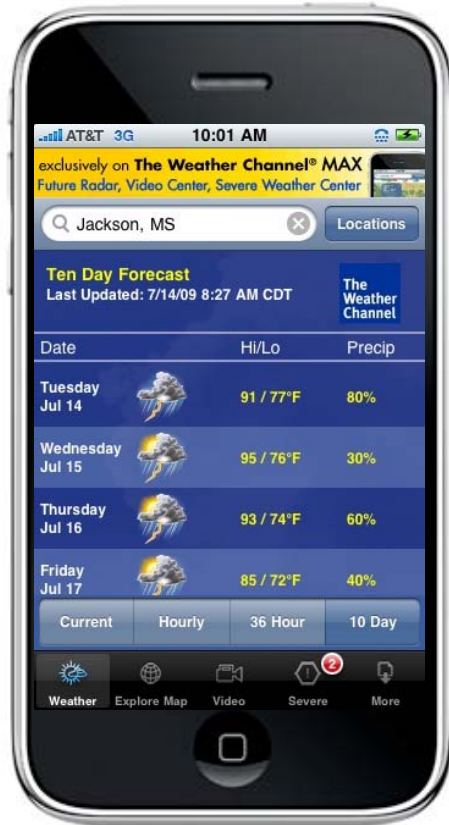 AT&T 3G 10:01 AM
exclusively on The Weather Channel® MAX
Future Radar, Video Center, Severe Weather Center
Jackson, MS Locations
Ten Day Forecast
Last Updated: 7/14/09 8:27 AM CDT
The
Weather
Channel
Date Hi/Lo Precip
Tuesday
Jul 14
91 / 77°F 80%
Wednesday
Jul 15
95 / 76°F 30%
Thursday
Jul 16
93 / 74°F 60%
Friday
Jul 17
85 / 72°F 40%
Current Hourly 36 Hour 10 Day
2
Weather Explore Map Video Severe More